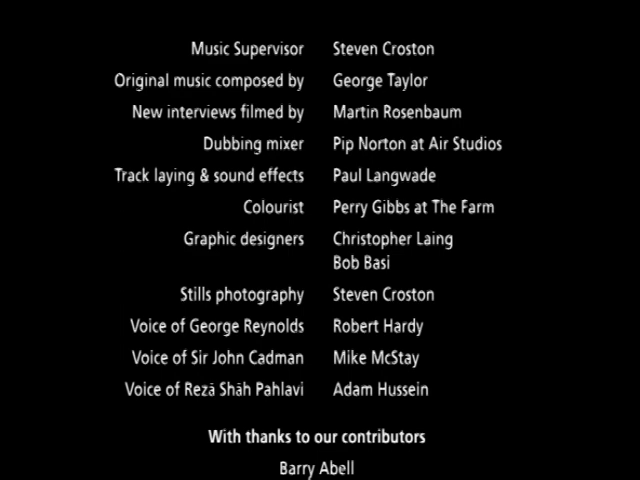 Music Supervisor Steven Croston
Original music composed by George Taylor
New interviews filmed by Martin Rosenbaum
Dubbing mixer Pip Norton at Air Studios
Track laying & sound effects Paul Langwade
Colourist Perry Gibbs at The Farm
Graphic designers Christopher Laing
Bob Basi
Stills photography Steven Croston
Voice of George Reynolds Robert Hardy
Voice of Sir John Cadman Mike McStay
Voice of Rezā Shāh Pahlavi Adam Hussein
With thanks to our contributors
Barry Abell